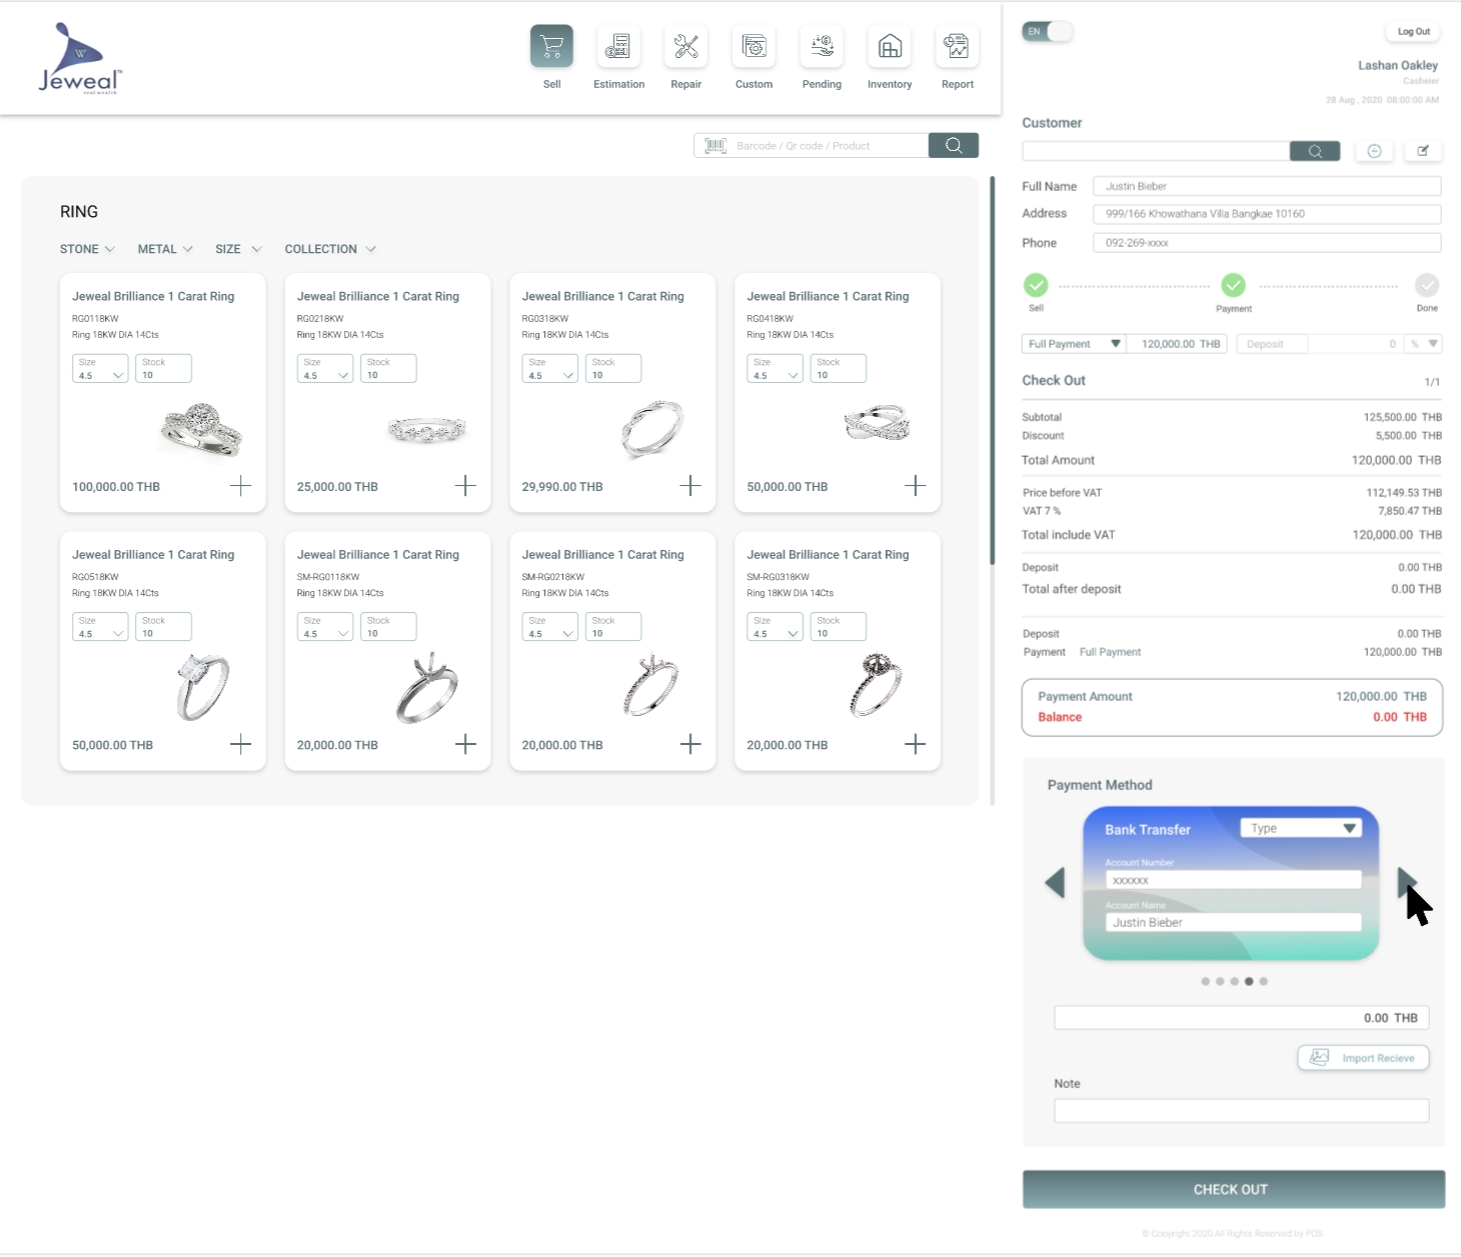 W
Jeweal™
real wealth
Sell
Estimation
Repair
Custom
Pending
Inventory
Report
Barcode / Qr code / Product
RING
STONE
METAL
SIZE
COLLECTION
Jeweal Brilliance 1 Carat Ring
RG0118KW
Ring 18KW DIA 14Cts
Size
4.5
Stock
10
100,000.00 THB
Jeweal Brilliance 1 Carat Ring
RG0218KW
Ring 18KW DIA 14Cts
Size
4.5
Stock
10
25,000.00 THB
Jeweal Brilliance 1 Carat Ring
RG0318KW
Ring 18KW DIA 14Cts
Size
4.5
Stock
10
29,990.00 THB
Jeweal Brilliance 1 Carat Ring
RG0418KW
Ring 18KW DIA 14Cts
Size
4.5
Stock
10
50,000.00 THB
Jeweal Brilliance 1 Carat Ring
RG0518KW
Ring 18KW DIA 14Cts
Size
4.5
Stock
10
50,000.00 THB
Jeweal Brilliance 1 Carat Ring
SM-RG0118KW
Ring 18KW DIA 14Cts
Size
4.5
Stock
10
20,000.00 THB
Jeweal Brilliance 1 Carat Ring
SM-RG0218KW
Ring 18KW DIA 14Cts
Size
4.5
Stock
10
20,000.00 THB
Jeweal Brilliance 1 Carat Ring
SM-RG0318KW
Ring 18KW DIA 14Cts
Size
4.5
Stock
10
20,000.00 THB
EN
Log Out
Lashan Oakley
Casheier
28 Aug , 2020 08:00:00 AM
Customer
Full Name Justin Bieber
Address 999/166 Khowathana Villa Bangkae 10160
Phone 092-269-xxxx
Sell
Payment
Done
Full Payment 120,000.00 THB Deposit 0 %
Check Out 1/1
Subtotal 125,500.00 THB
Discount 5,500.00 THB
Total Amount 120,000.00 THB
Price before VAT 112,149.53 THB
VAT 7 % 7,850.47 THB
Total include VAT 120,000.00 THB
Deposit 0.00 THB
Total after deposit 0.00 THB
Deposit 0.00 THB
Payment Full Payment 120,000.00 THB
Payment Amount 120,000.00 THB
Balance 0.00 THB
Payment Method
Bank Transfer Type
Account Number
xxxxxx
Account Name
Justin Bieber
0.00 THB
Import Recieve
Note
CHECK OUT
© Copyright 2020 All Rights Reserved by POS